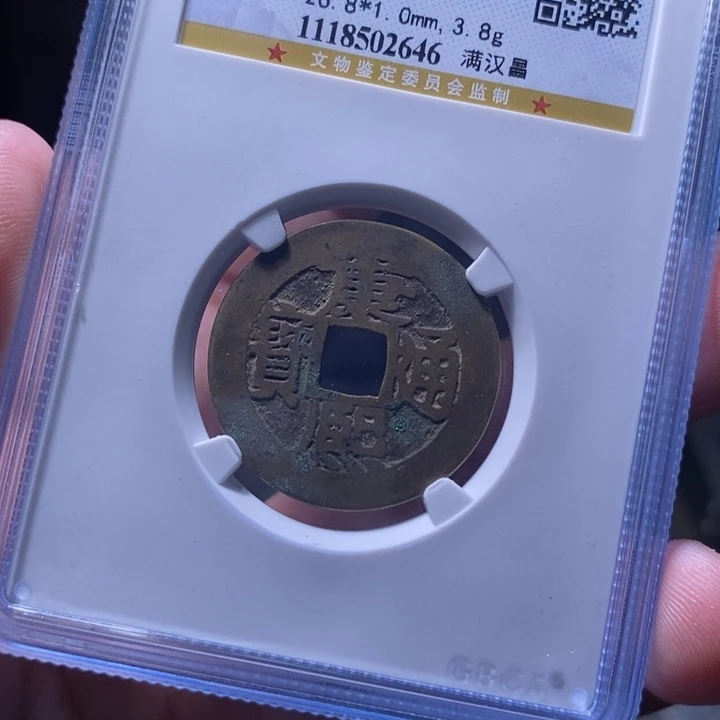 26.8*1.0mm, 3.8g
1118502646 满汉昌
文物鉴定委员会监制
康熙通寶
GBCA®